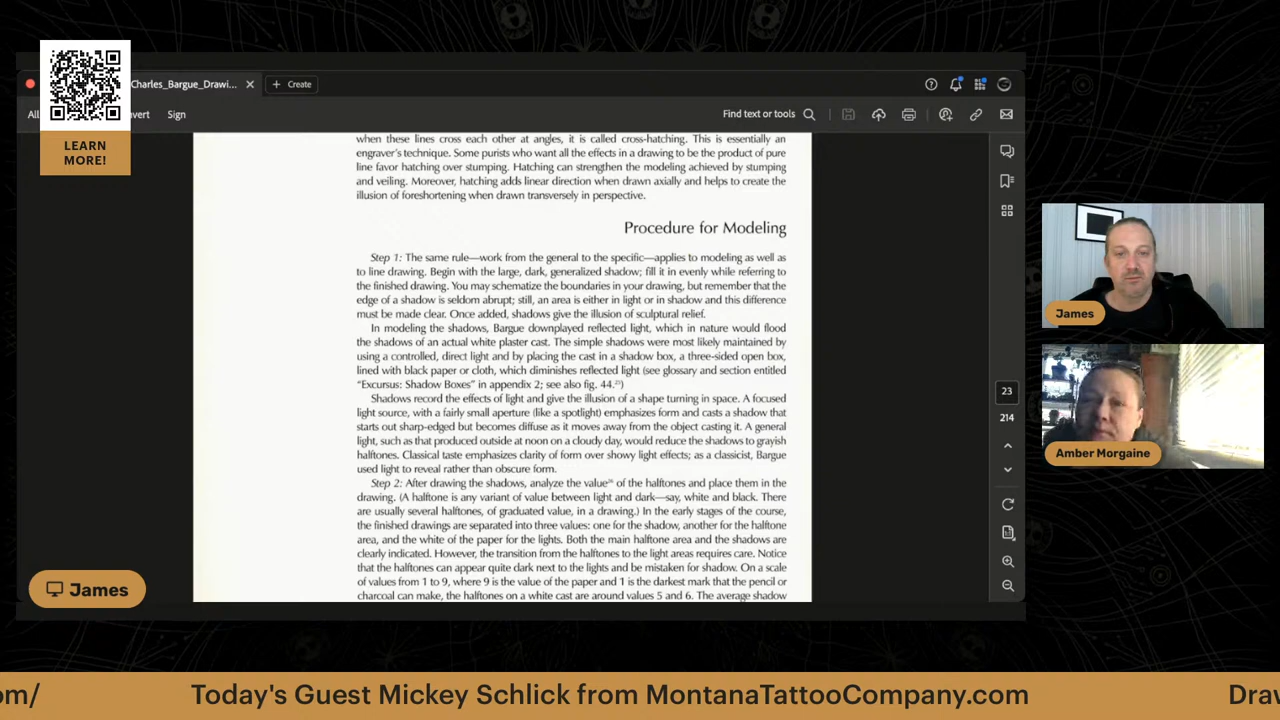 LEARN
MORE!
Charles_Bargue_Drawi...
Create
All
vert
Sign
Find text or tools
when these lines cross each other at angles, it is called cross-hatching. This is essentially an
engraver's technique. Some purists who want all the effects in a drawing to be the product of pure
line favor hatching over stumping. Hatching can strengthen the modeling achieved by stumping
and veiling. Moreover, hatching adds linear direction when drawn axially and helps to create the
illusion of foreshortening when drawn transversely in perspective.
Procedure for Modeling
Step 1: The same rule—work from the general to the specific—applies to modeling as well as
to line drawing. Begin with the large, dark, generalized shadow; fill it in evenly while referring to
the finished drawing. You may schematize the boundaries in your drawing, but remember that the
edge of a shadow is seldom abrupt; still, an area is either in light or in shadow and this difference
must be made clear. Once added, shadows give the illusion of sculptural relief.
In modeling the shadows, Bargue downplayed reflected light, which in nature would flood
the shadows of an actual white plaster cast. The simple shadows were most likely maintained by
using a controlled, direct light and by placing the cast in a shadow box, a three-sided open box,
lined with black paper or cloth, which diminishes reflected light (see glossary and section entitled
“Excursus: Shadow Boxes” in appendix 2; see also fig. 44.)
Shadows record the effects of light and give the illusion of a shape turning in space. A focused
light source, with a fairly small aperture (like a spotlight) emphasizes form and casts a shadow that
starts out sharp-edged but becomes diffuse as it moves away from the object casting it. A general
light, such as that produced outside at noon on a cloudy day, would reduce the shadows to grayish
halftones. Classical taste emphasizes clarity of form over showy light effects; as a classicist, Bargue
used light to reveal rather than obscure form.
Step 2: After drawing the shadows, analyze the value of the halftones and place them in the
drawing. (A halftone is any variant of value between light and dark—say, white and black. There
are usually several halftones, of graduated value, in a drawing.) In the early stages of the course,
the finished drawings are separated into three values: one for the shadow, another for the halftone
area, and the white of the paper for the lights. Both the main halftone area and the shadows are
clearly indicated. However, the transition from the halftones to the light areas requires care. Notice
that the halftones can appear quite dark next to the lights and be mistaken for shadow. On a scale
of values from 1 to 9, where 9 is the value of the paper and 1 is the darkest mark that the pencil or
charcoal can make, the halftones on a white cast are around values 5 and 6. The average shadow
23
214
James
Amber Morgaine
James
om/
Today's Guest Mickey Schlick from MontanaTattooCompany.com
Draw